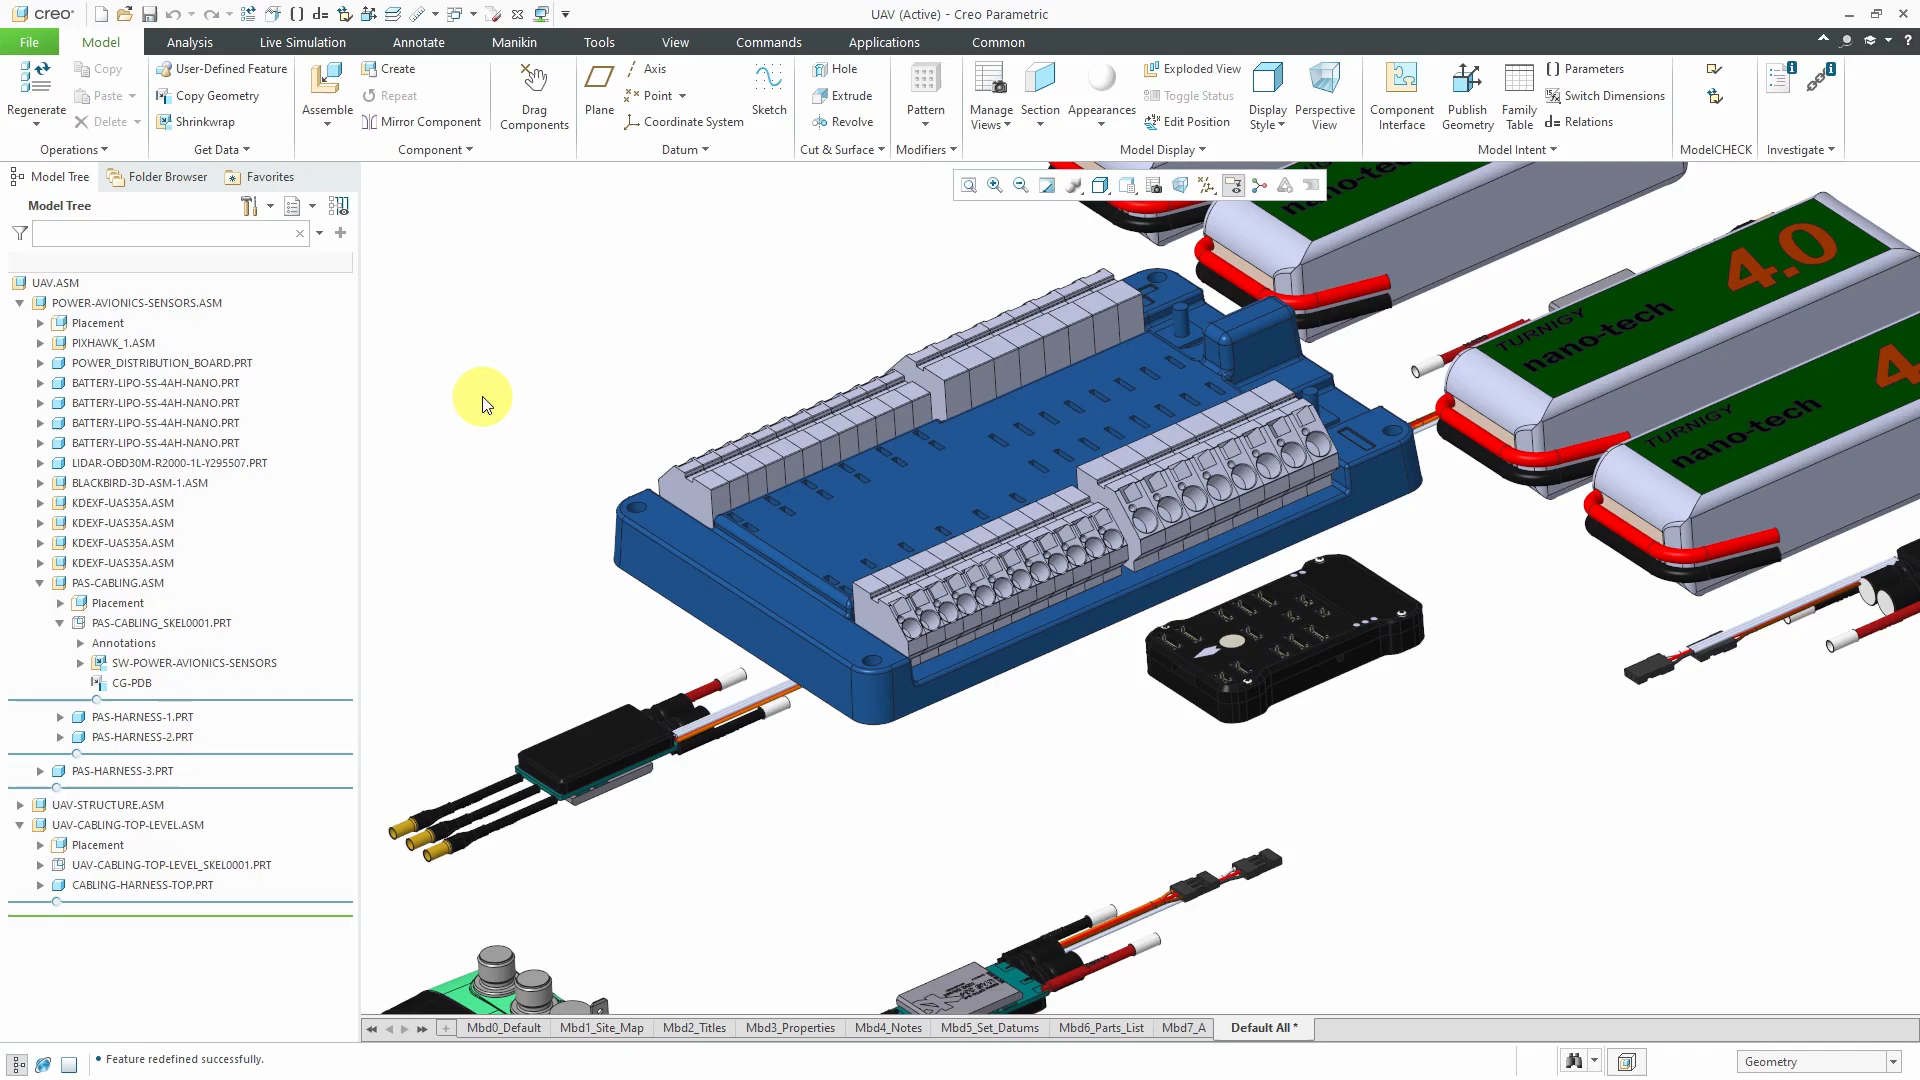 creo
UAV (Active) - Creo Parametric
File
Model
Analysis
Live Simulation
Annotate
Manikin
Tools
View
Commands
Applications
Common
Regenerate
Copy
Paste
Delete
Operations
User-Defined Feature
Copy Geometry
Shrinkwrap
Get Data
Assemble
Create
Repeat
Mirror Component
Component
Drag
Components
Plane
Axis
Point
Coordinate System
Sketch
Datum
Hole
Extrude
Revolve
Cut & Surface
Pattern
Modifiers
Manage
Views
Section
Appearances
Exploded View
Toggle Status
Edit Position
Display
Style
Perspective
View
Model Display
Component
Interface
Publish
Geometry
Family
Table
Parameters
Switch Dimensions
d= Relations
Model Intent
ModelCHECK
Investigate
Model Tree
Folder Browser
Favorites
Model Tree
UAV.ASM
POWER-AVIONICS-SENSORS.ASM
Placement
PIXHAWK_1.ASM
POWER_DISTRIBUTION_BOARD.PRT
BATTERY-LIPO-5S-4AH-NANO.PRT
BATTERY-LIPO-5S-4AH-NANO.PRT
BATTERY-LIPO-5S-4AH-NANO.PRT
BATTERY-LIPO-5S-4AH-NANO.PRT
LIDAR-OBD30M-R2000-1L-Y295507.PRT
BLACKBIRD-3D-ASM-1.ASM
KDEXF-UAS35A.ASM
KDEXF-UAS35A.ASM
KDEXF-UAS35A.ASM
KDEXF-UAS35A.ASM
PAS-CABLING.ASM
Placement
PAS-CABLING_SKEL0001.PRT
Annotations
SW-POWER-AVIONICS-SENSORS
CG-PDB
PAS-HARNESS-1.PRT
PAS-HARNESS-2.PRT
PAS-HARNESS-3.PRT
UAV-STRUCTURE.ASM
UAV-CABLING-TOP-LEVEL.ASM
Placement
UAV-CABLING-TOP-LEVEL_SKEL0001.PRT
CABLING-HARNESS-TOP.PRT
nano-tech
4.0
TURNIGY
nano-tech
4
TURNIGY
nano-tech
Mbd0_Default
Mbd1_Site_Map
Mbd2_Titles
Mbd3_Properties
Mbd4_Notes
Mbd5_Set_Datums
Mbd6_Parts_List
Mbd7_A
Default All *
• Feature redefined successfully.
Geometry